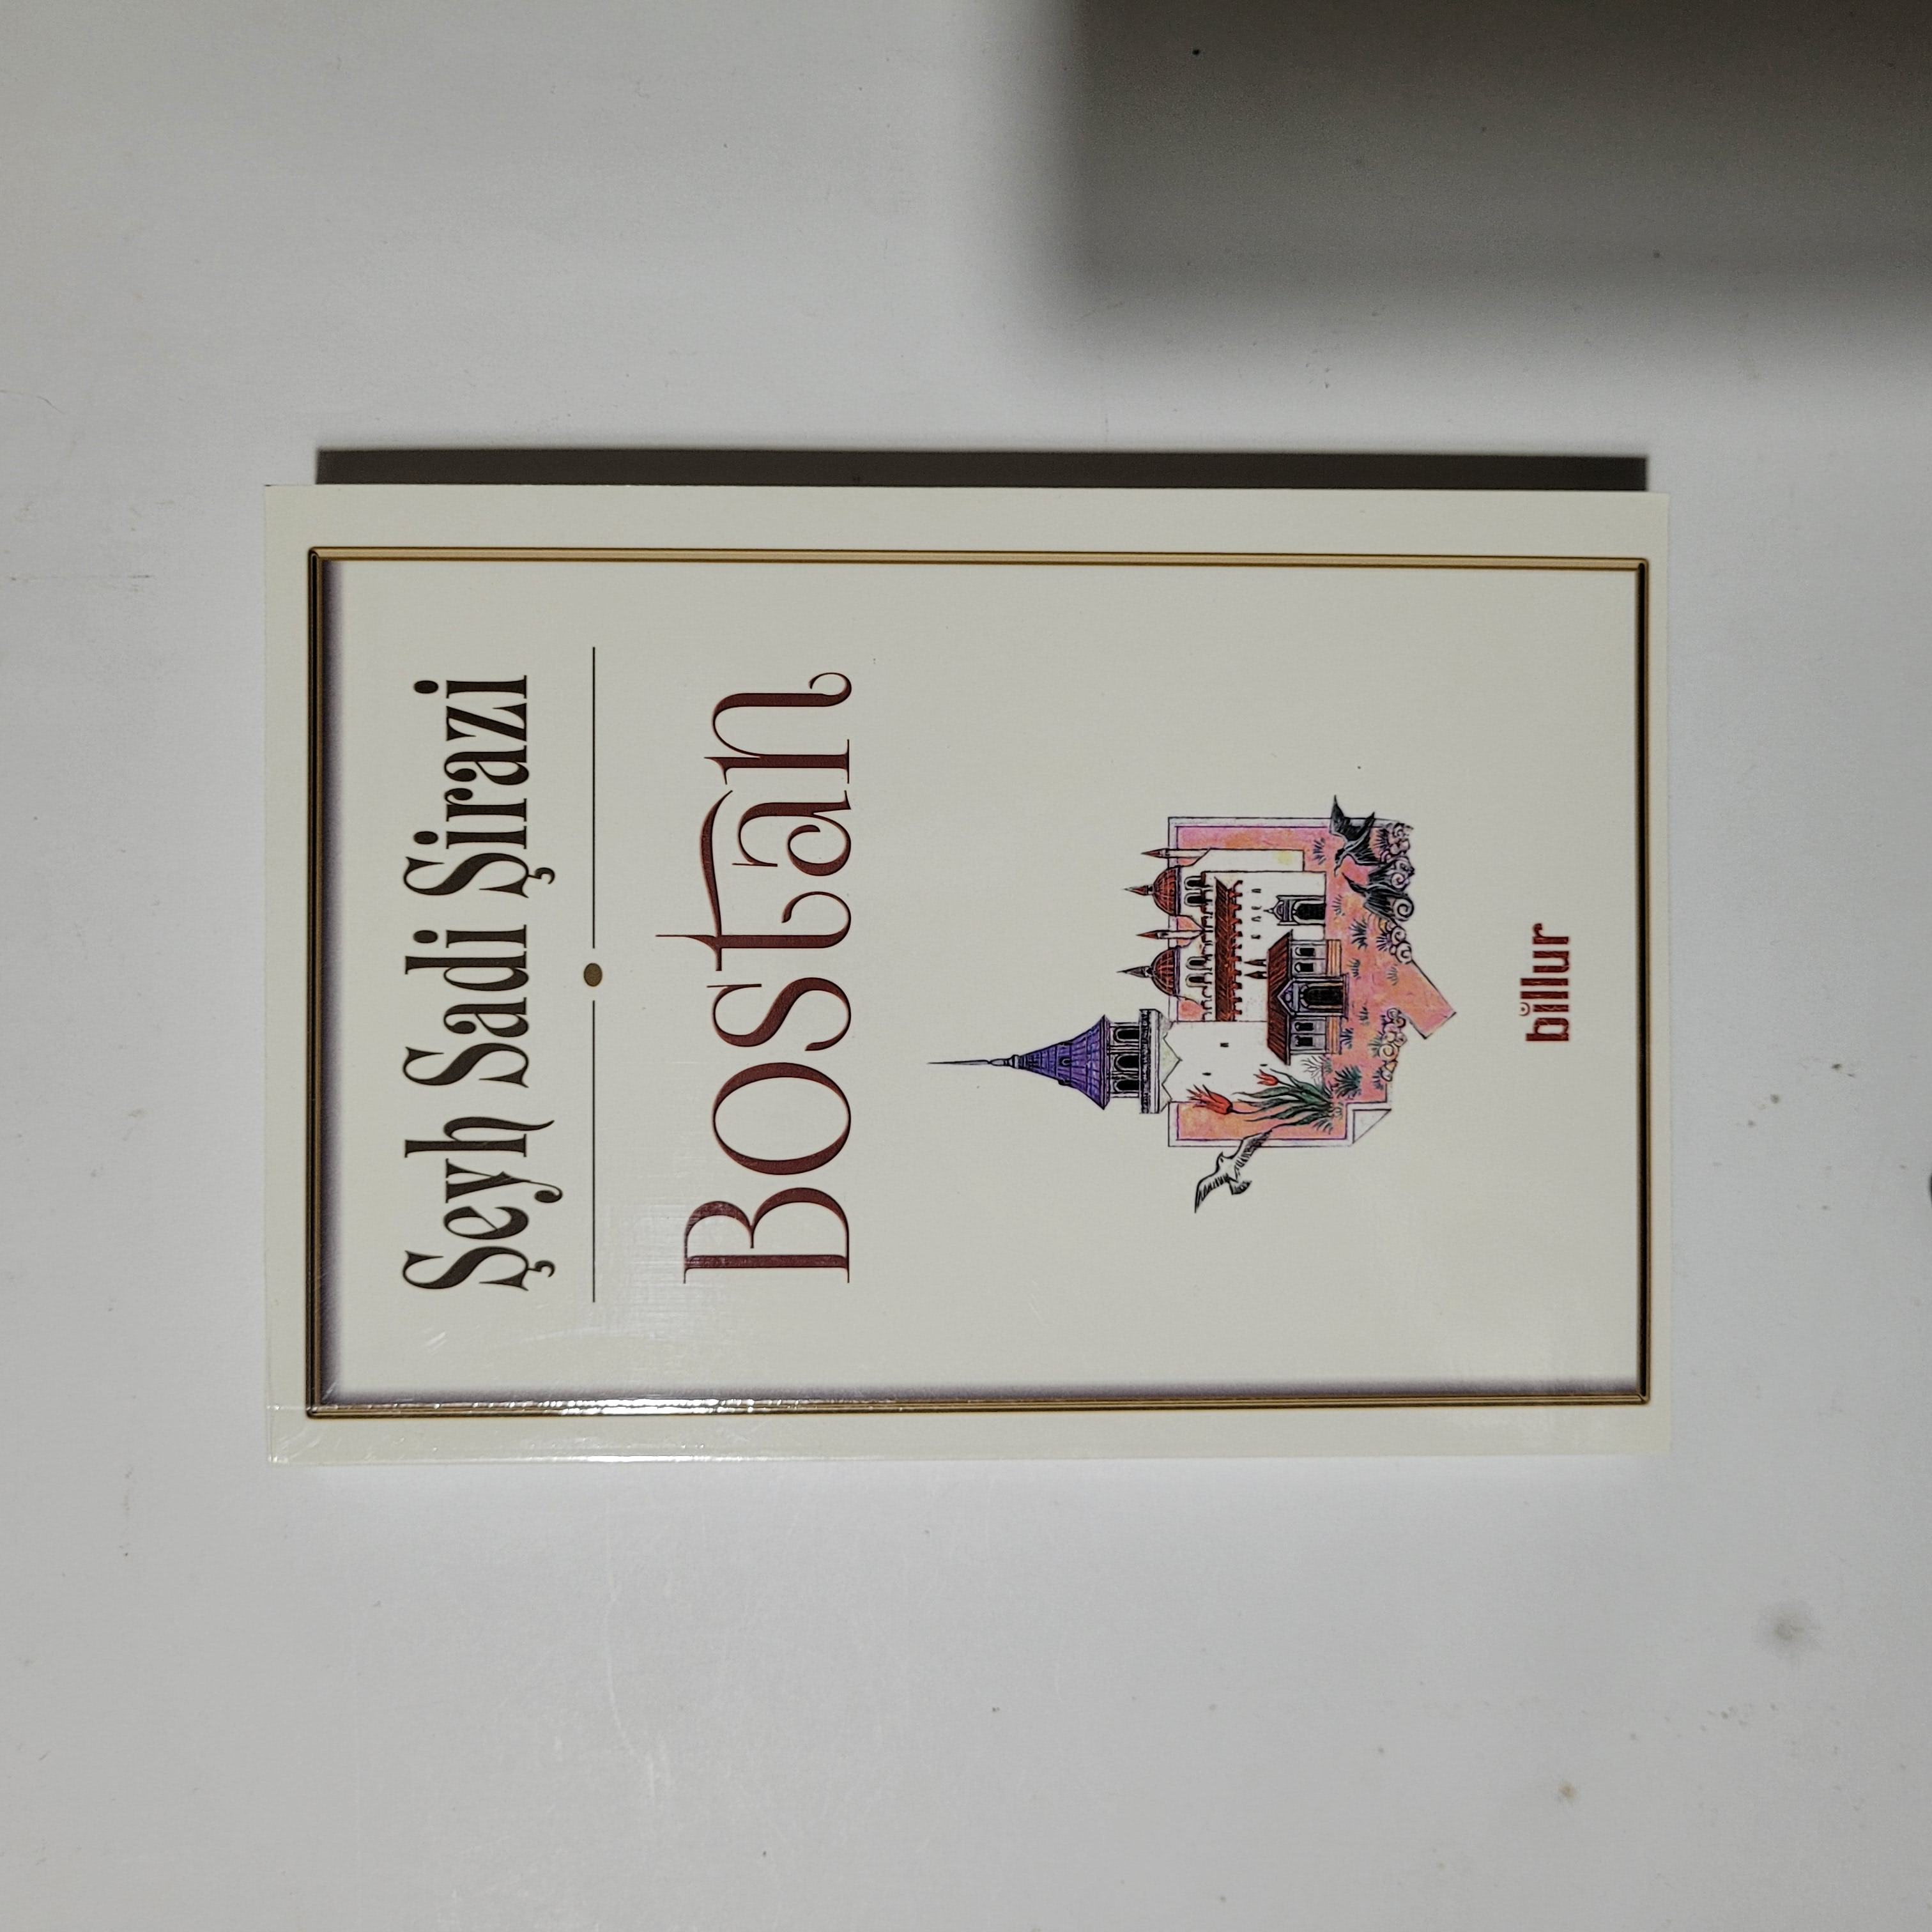 Şeyh Sadi Şirazi
Bostan
billur